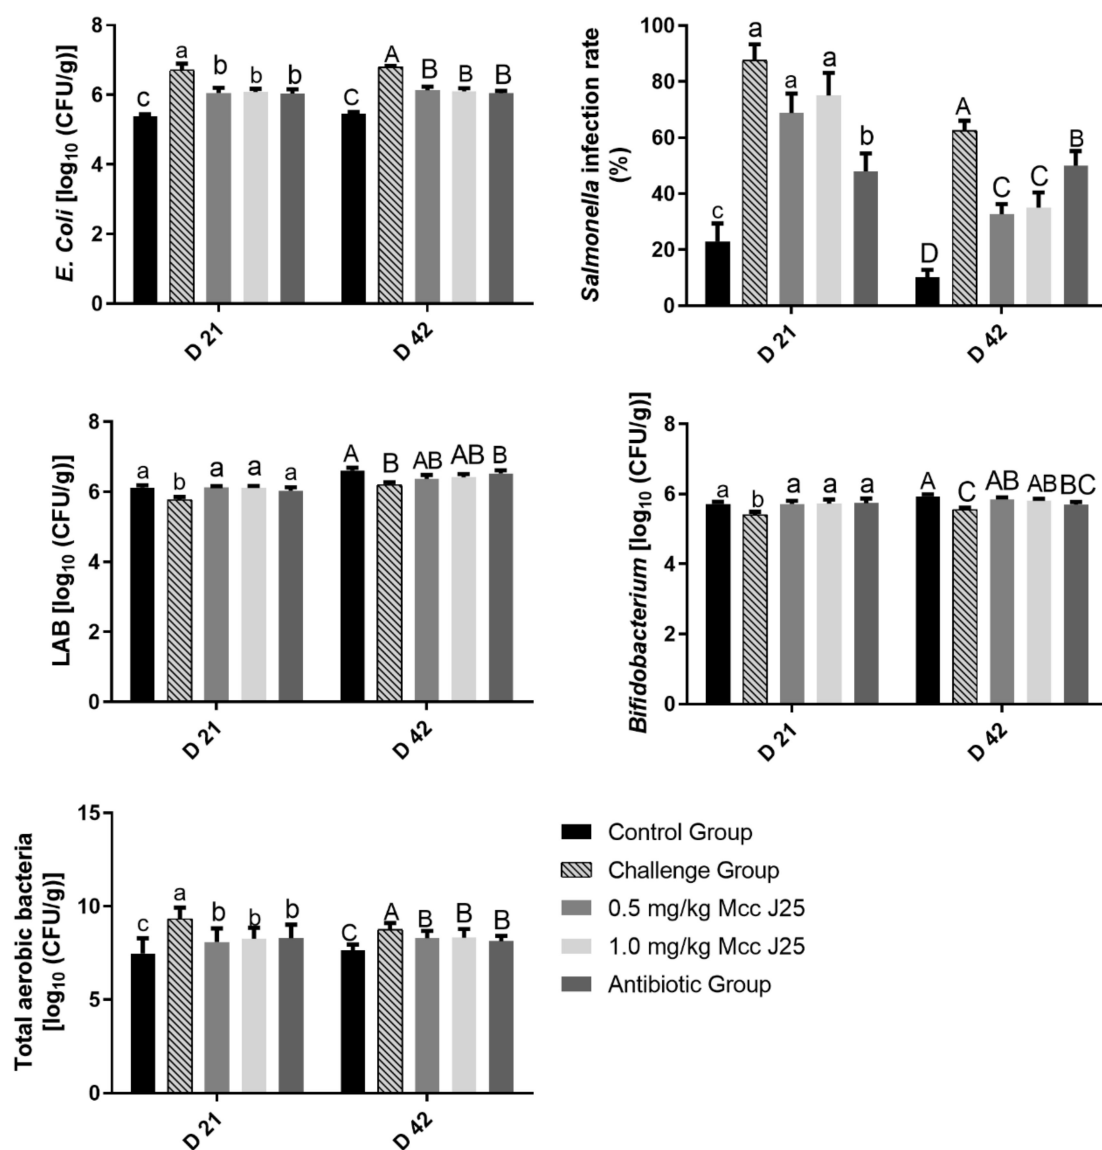 E. Coli [log10 (CFU/g)]
8
6
4
2
0
c a b b b
C A B B B
D 21
D 42
Salmonella infection rate
(%)
100
80
60
40
20
0
c a a a b
D A C C B
D 21
D 42
LAB [log10 (CFU/g)]
8
6
4
2
0
a b a a a
A B AB AB B
D 21
D 42
Bifidobacterium [log10 (CFU/g)]
8
6
4
2
0
a b a a a
A C AB AB BC
D 21
D 42
Total aerobic bacteria
[log10 (CFU/g)]
15
10
5
0
c a b b b
C A B B B
D 21
D 42
Control Group
Challenge Group
0.5 mg/kg Mcc J25
1.0 mg/kg Mcc J25
Antibiotic Group